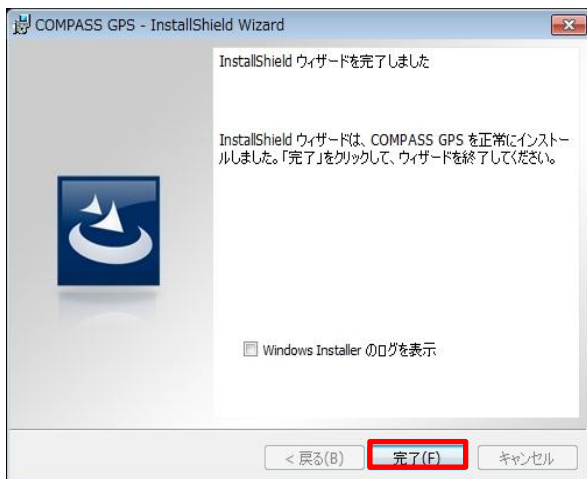 COMPASS GPS - InstallShield Wizard
InstallShield ウィザードを完了しました
InstallShield ウィザードは、COMPASS GPS を正常にインストー
ルしました。「完了」をクリックして、ウィザードを終了してください。
Windows Installer のログを表示
< 戻る(B)
完了(F)
キャンセル